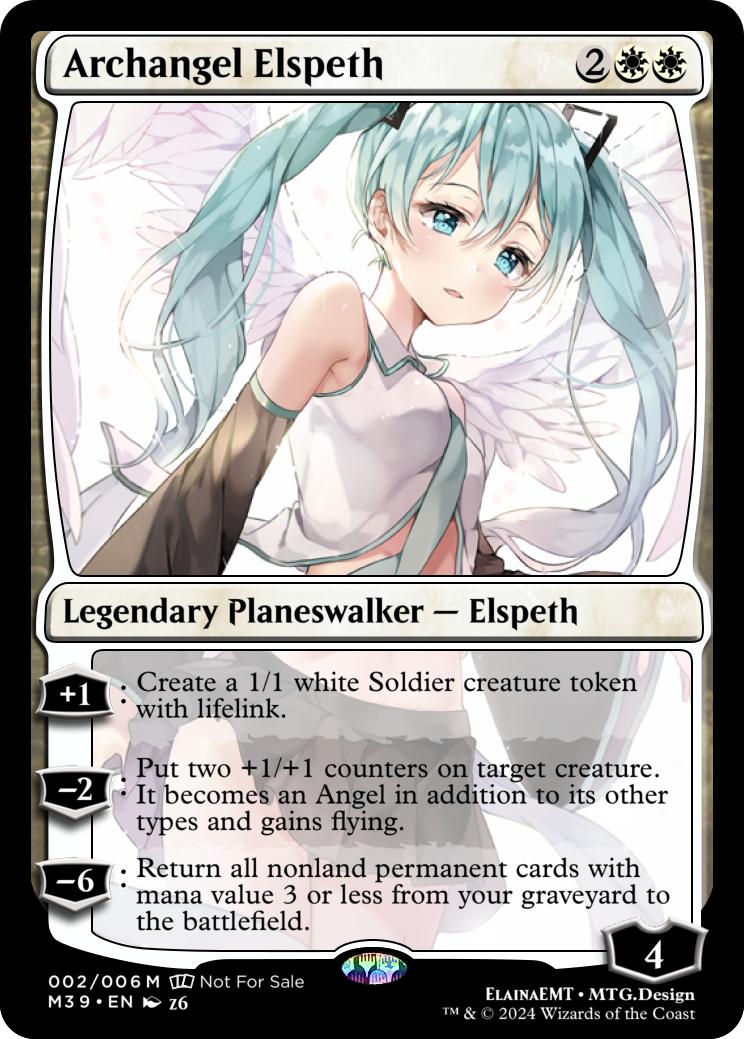 Archangel Elspeth 2
Legendary Planeswalker — Elspeth
+1 : Create a 1/1 white Soldier creature token
with lifelink.
−2 : Put two +1/+1 counters on target creature.
It becomes an Angel in addition to its other
types and gains flying.
−6 : Return all nonland permanent cards with
mana value 3 or less from your graveyard to
the battlefield.
4
002/006 M Not For Sale
M39 • EN z6
ElainaEMT • MTG.Design
™ & © 2024 Wizards of the Coast